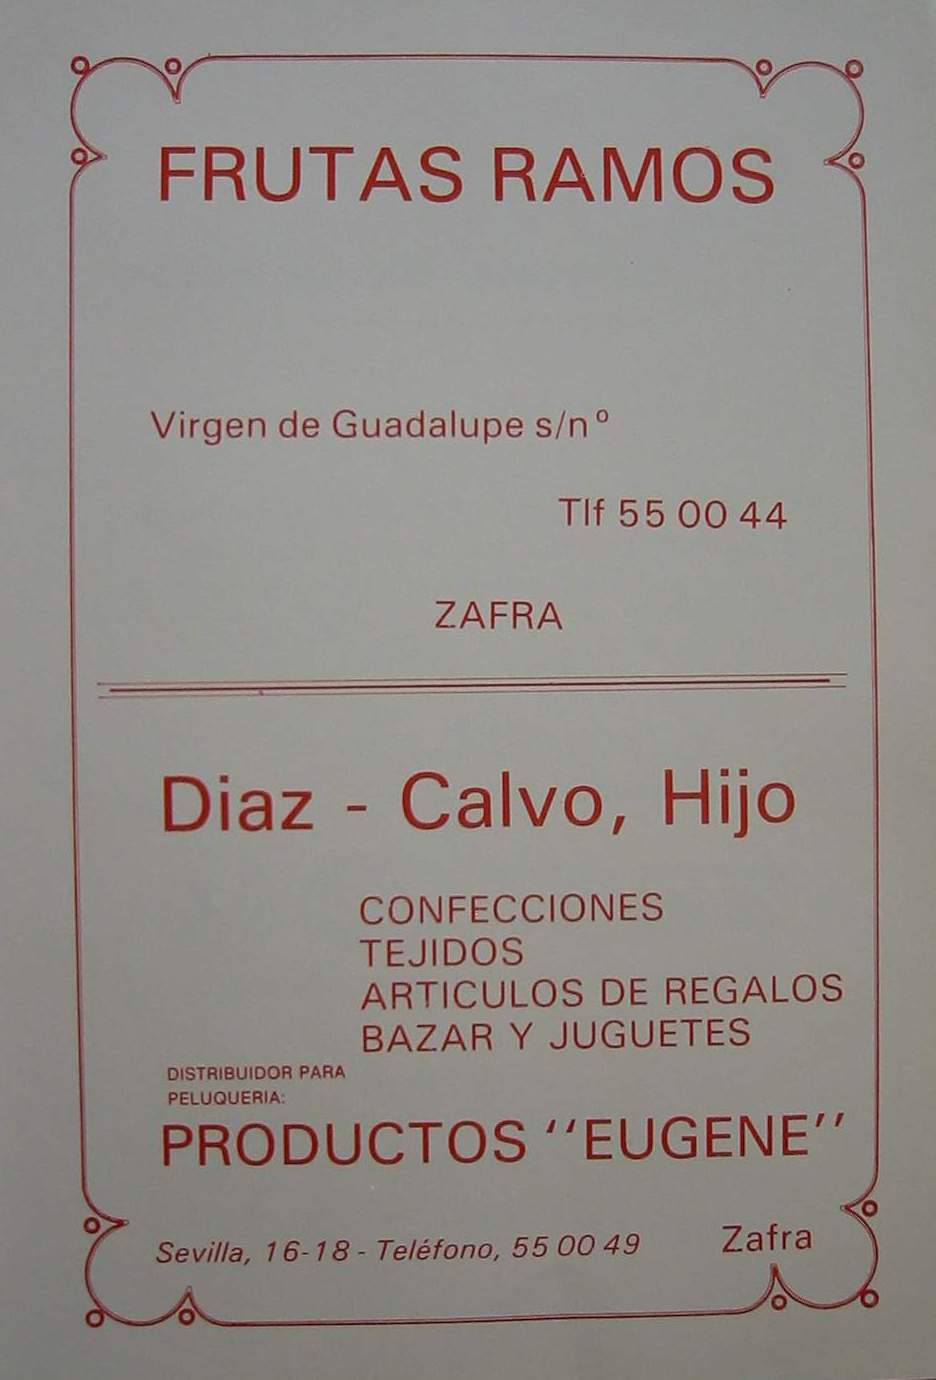 FRUTAS RAMOS
Virgen de Guadalupe s/nº
Tlf 55 00 44
ZAFRA
Diaz - Calvo, Hijo
CONFECCIONES
TEJIDOS
ARTICULOS DE REGALOS
BAZAR Y JUGUETES
DISTRIBUIDOR PARA
PELUQUERIA:
PRODUCTOS ''EUGENE''
Sevilla, 16-18 - Teléfono, 55 00 49 Zafra